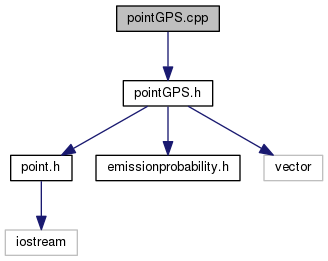 pointGPS.cpp
pointGPS.h
point.h
emissionprobability.h
vector
iostream